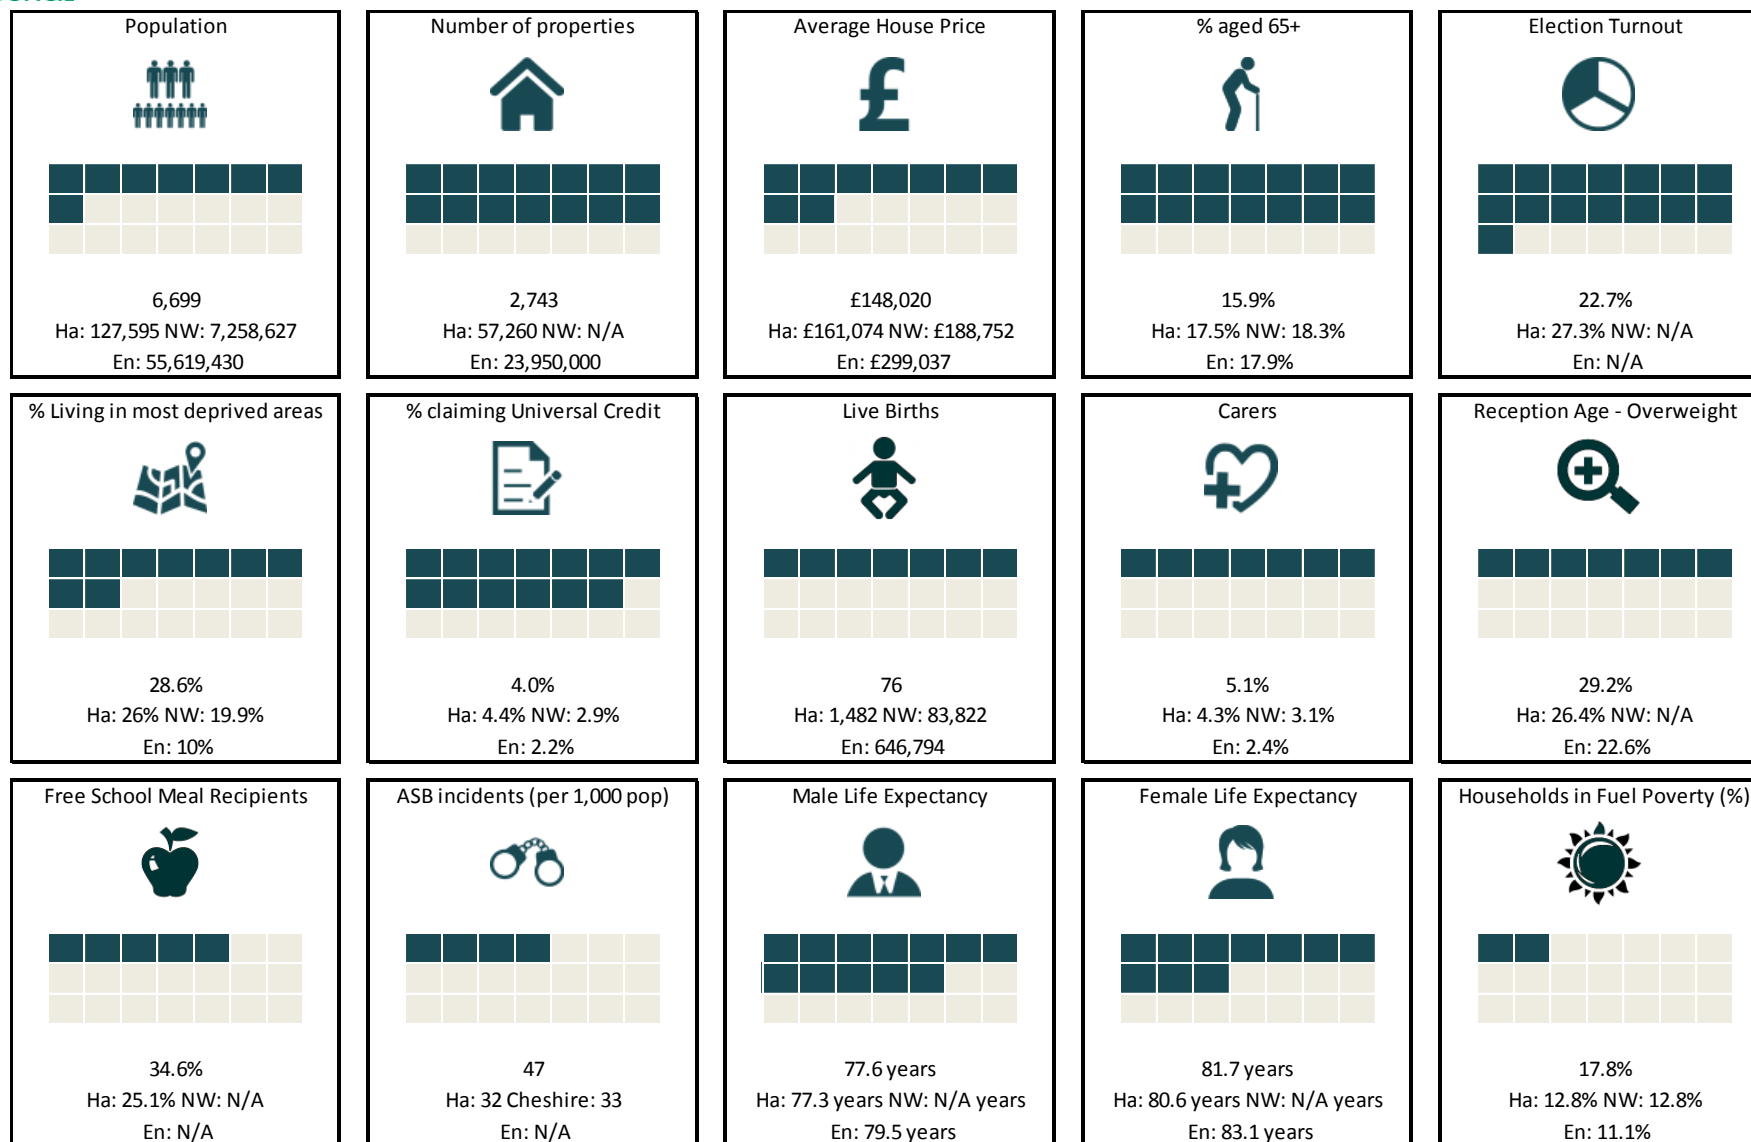 Population
6,699
Ha: 127,595 NW: 7,258,627
En: 55,619,430
Number of properties
2,743
Ha: 57,260 NW: N/A
En: 23,950,000
Average House Price
£
£148,020
Ha: £161,074 NW: £188,752
En: £299,037
% aged 65+
15.9%
Ha: 17.5% NW: 18.3%
En: 17.9%
Election Turnout
22.7%
Ha: 27.3% NW: N/A
En: N/A
% Living in most deprived areas
28.6%
Ha: 26% NW: 19.9%
En: 10%
% claiming Universal Credit
4.0%
Ha: 4.4% NW: 2.9%
En: 2.2%
Live Births
76
Ha: 1,482 NW: 83,822
En: 646,794
Carers
5.1%
Ha: 4.3% NW: 3.1%
En: 2.4%
Reception Age - Overweight
29.2%
Ha: 26.4% NW: N/A
En: 22.6%
Free School Meal Recipients
34.6%
Ha: 25.1% NW: N/A
En: N/A
ASB incidents (per 1,000 pop)
47
Ha: 32 Cheshire: 33
En: N/A
Male Life Expectancy
77.6 years
Ha: 77.3 years NW: N/A years
En: 79.5 years
Female Life Expectancy
81.7 years
Ha: 80.6 years NW: N/A years
En: 83.1 years
Households in Fuel Poverty (%)
17.8%
Ha: 12.8% NW: 12.8%
En: 11.1%